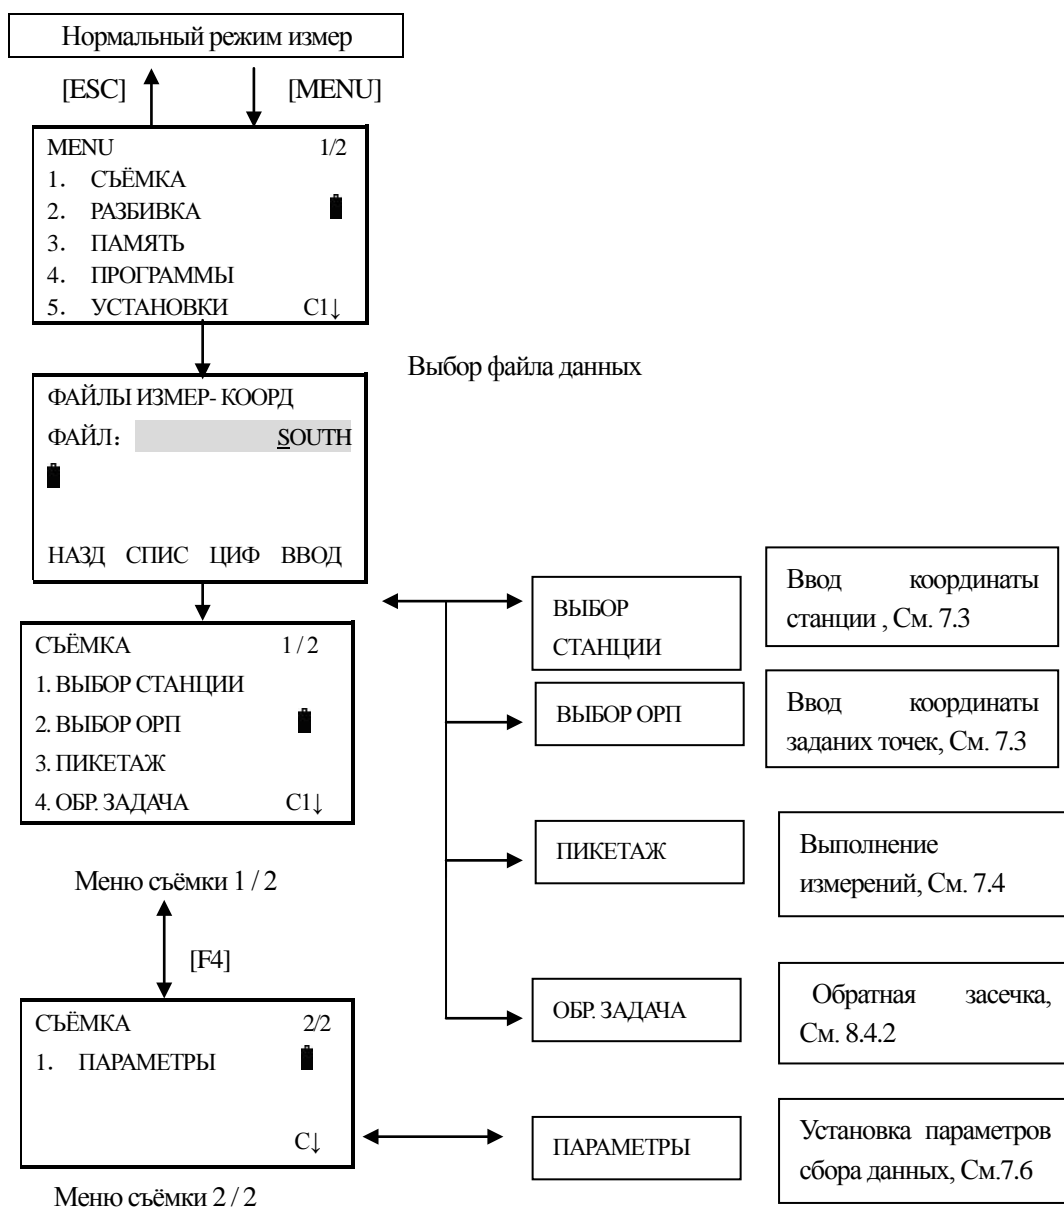 Нормальный режим измер
[ESC]
[MENU]
MENU 1/2
1. СЪЁМКА
2. РАЗБИВКА
3. ПАМЯТЬ
4. ПРОГРАММЫ
5. УСТАНОВКИ С1↓
Выбор файла данных
ФАЙЛЫ ИЗМЕР- КООРД
ФАЙЛ: SOUTH
НАЗД СПИС ЦИФ ВВОД
СЪЁМКА 1 / 2
1. ВЫБОР СТАНЦИИ
2. ВЫБОР ОРП
3. ПИКЕТАЖ
4. ОБР. ЗАДАЧА С1↓
Меню съёмки 1 / 2
[F4]
СЪЁМКА 2/2
1. ПАРАМЕТРЫ
С↓
Меню съёмки 2 / 2
ВЫБОР
СТАНЦИИ
Ввод координаты
станции , См. 7.3
ВЫБОР ОРП
Ввод координаты
заданих точек, См. 7.3
ПИКЕТАЖ
Выполнение
измерений, См. 7.4
ОБР. ЗАДАЧА
Обратная засечка,
См. 8.4.2
ПАРАМЕТРЫ
Установка параметров
сбора данных, См.7.6